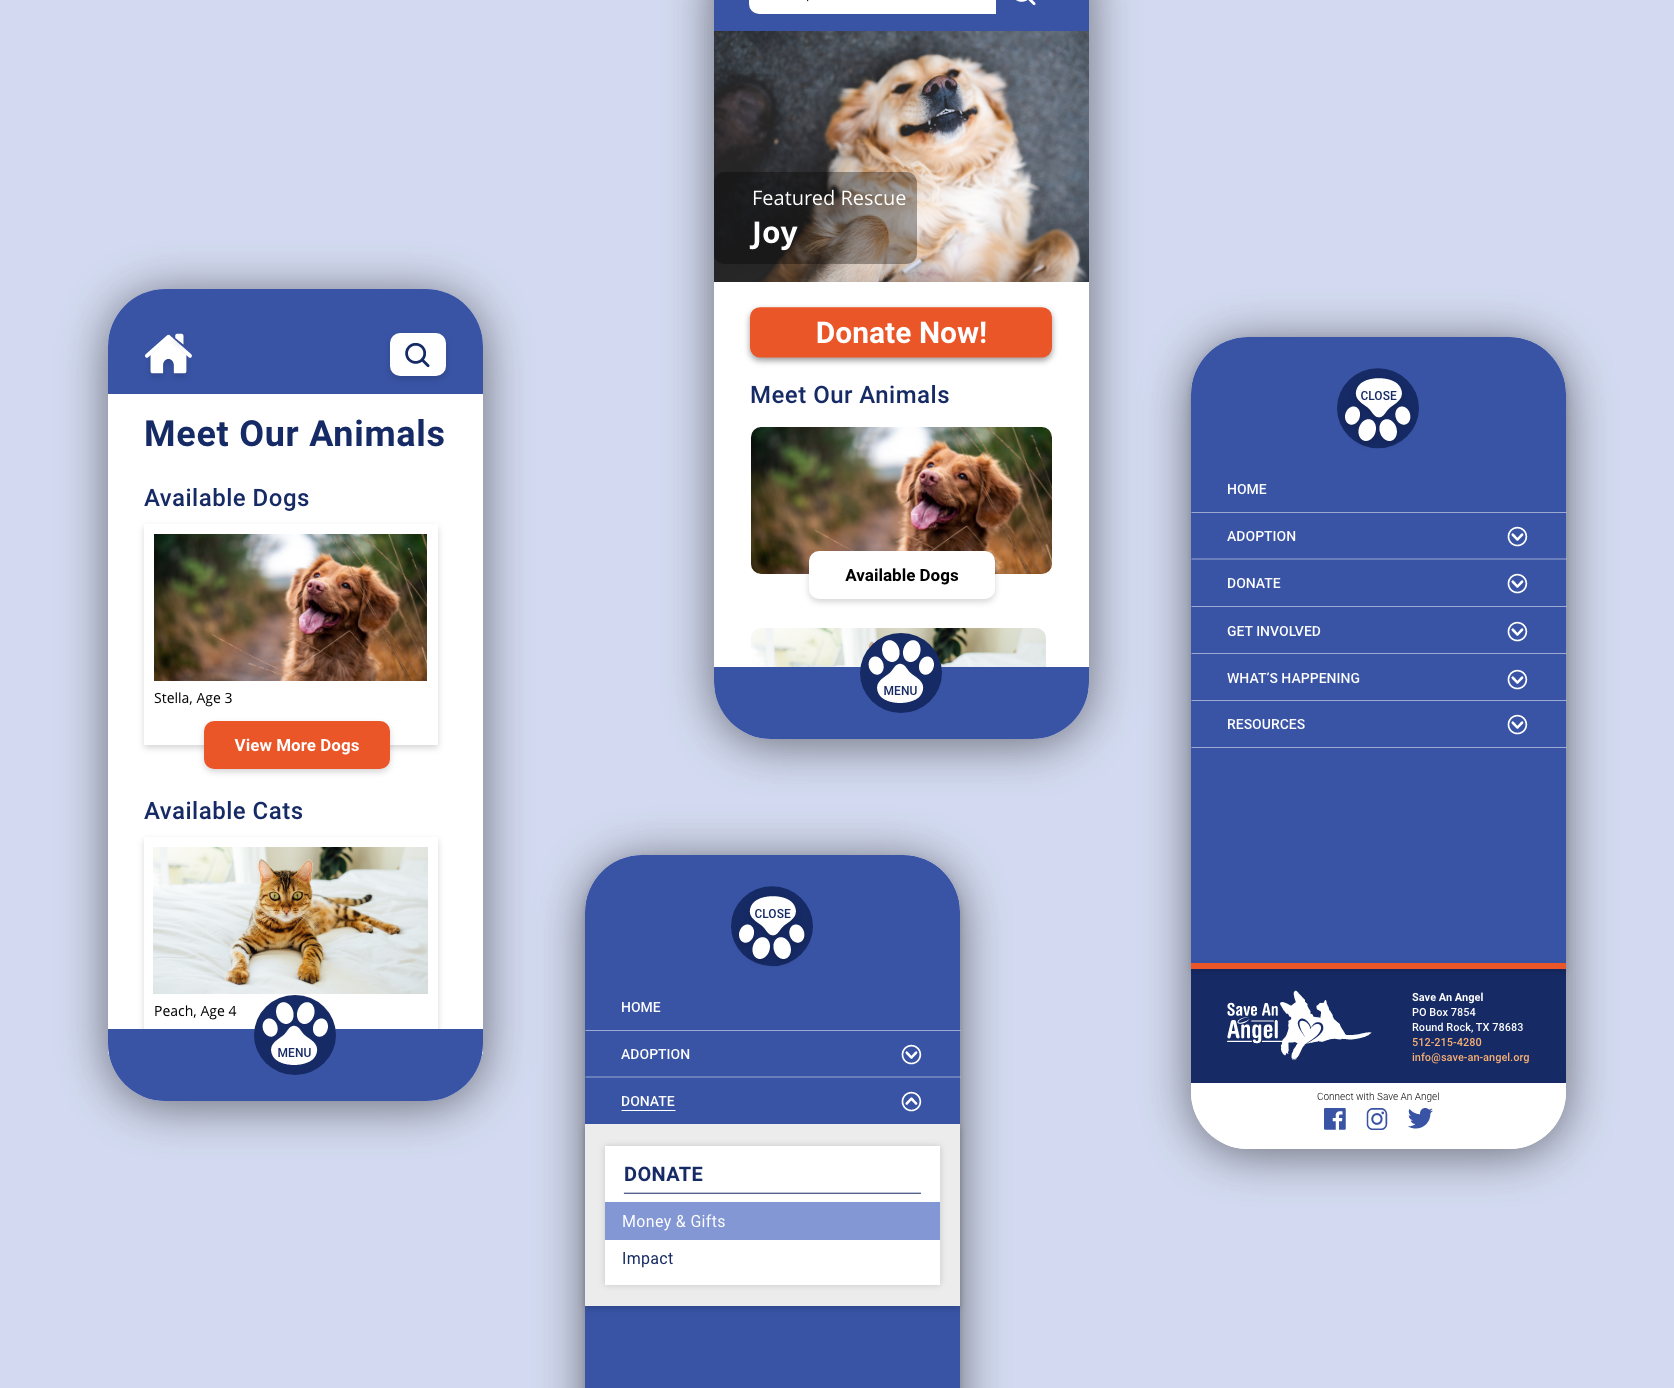 Meet Our Animals
Available Dogs
Stella, Age 3
View More Dogs
Available Cats
Peach, Age 4
MENU
Featured Rescue
Joy
Donate Now!
Meet Our Animals
Available Dogs
MENU
CLOSE
HOME
ADOPTION
DONATE
DONATE
Money & Gifts
Impact
CLOSE
HOME
ADOPTION
DONATE
GET INVOLVED
WHAT'S HAPPENING
RESOURCES
Save An
Angel
Save An Angel
PO Box 7854
Round Rock, TX 78683
512-215-4280
info@save-an-angel.org
Connect with Save An Angel